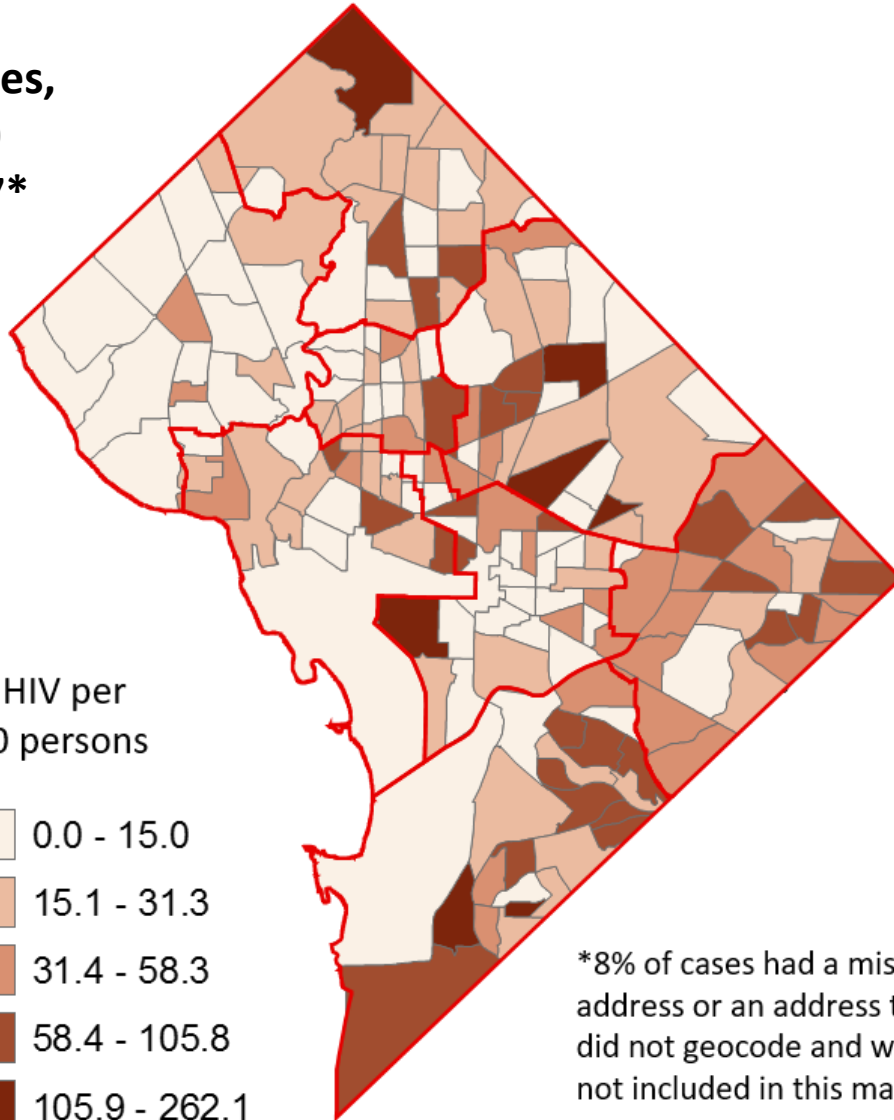 es,
)
*
HIV per
0 persons
0.0 - 15.0
15.1 - 31.3
31.4 - 58.3
58.4 - 105.8
105.9 - 262.1
*8% of cases had a mis
address or an address t
did not geocode and w
not included in this ma